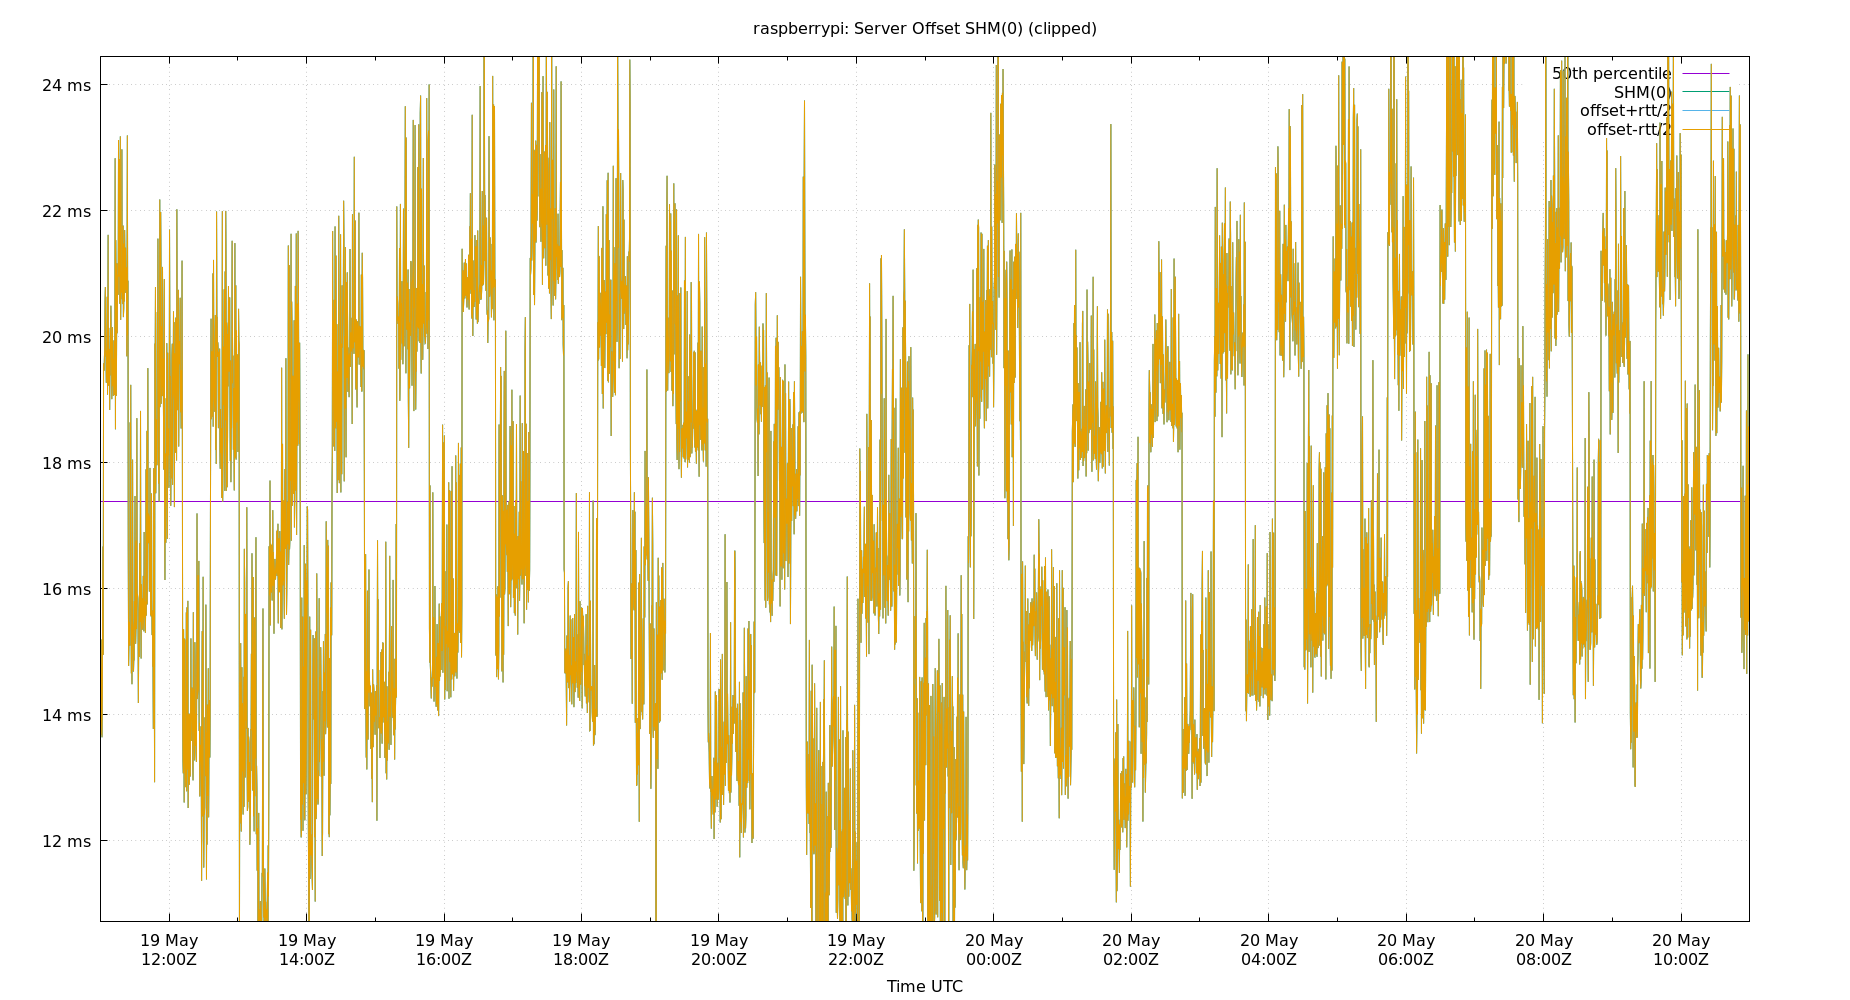 raspberrypi: Server Offset SHM(0) (clipped)
50th percentile
SHM(0)
offset+rtt/2
offset-rtt/2
24 ms
22 ms
20 ms
18 ms
16 ms
14 ms
12 ms
19 May 19 May 19 May 19 May 19 May 19 May 20 May 20 May 20 May 20 May 20 May 20 May
12:00Z 14:00Z 16:00Z 18:00Z 20:00Z 22:00Z 00:00Z 02:00Z 04:00Z 06:00Z 08:00Z 10:00Z
Time UTC